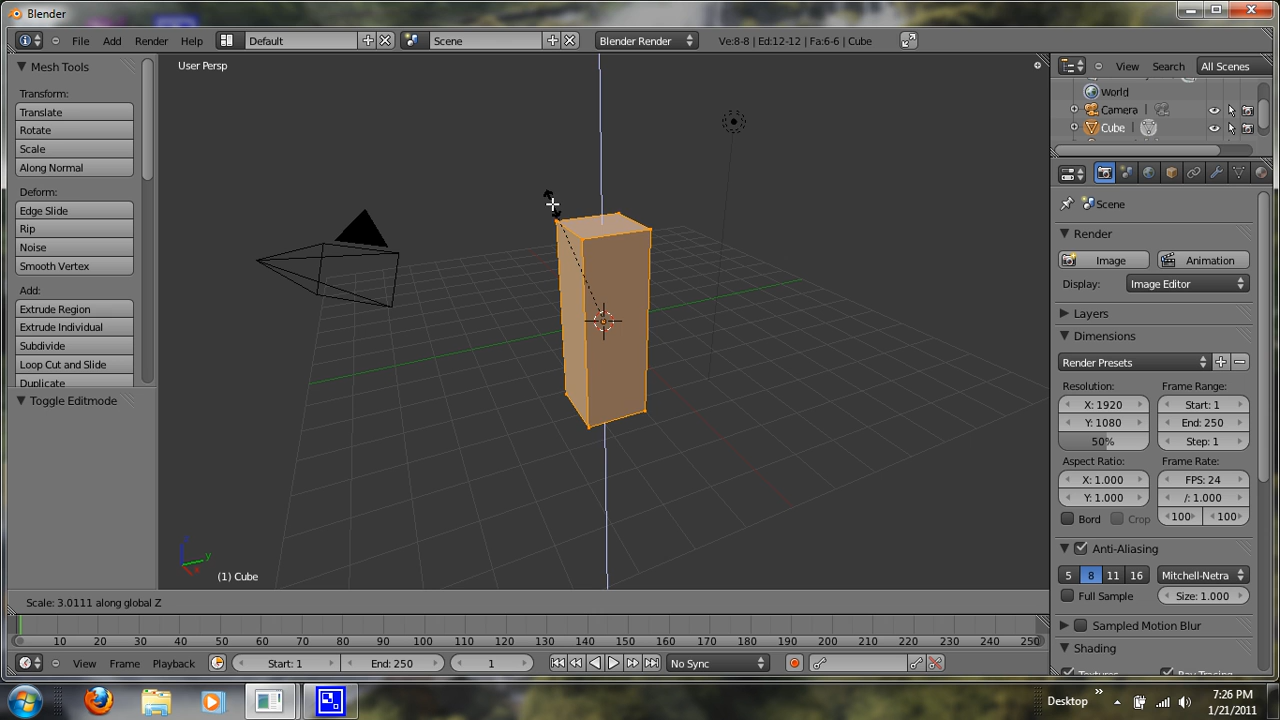 Blender
File Add Render Help Default Scene Blender Render Ve:8-8 | Ed:12-12 | Fa:6-6 | Cube
Mesh Tools
Transform:
Translate
Rotate
Scale
Along Normal
Deform:
Edge Slide
Rip
Noise
Smooth Vertex
Add:
Extrude Region
Extrude Individual
Subdivide
Loop Cut and Slide
Duplicate
Toggle Editmode
User Persp
z
y
x
(1) Cube
Scale: 3.0111 along global Z
View Search All Scenes
World
Camera
Cube
Scene
Render
Image Animation
Display: Image Editor
Layers
Dimensions
Render Presets
Resolution: Frame Range:
X: 1920 Start: 1
Y: 1080 End: 250
50% Step: 1
Aspect Ratio: Frame Rate:
X: 1.000 FPS: 24
Y: 1.000 /: 1.000
Bord Crop 100 100
Anti-Aliasing
5 8 11 16 Mitchell-Netra
Full Sample Size: 1.000
Sampled Motion Blur
Shading
Textures Ray Tracing
10 20 30 40 50 60 70 80 90 100 110 120 130 140 150 160 170 180 190 200 210 220 230 240 250
View Frame Playback Start: 1 End: 250 1 No Sync
Desktop » 7:26 PM
1/21/2011